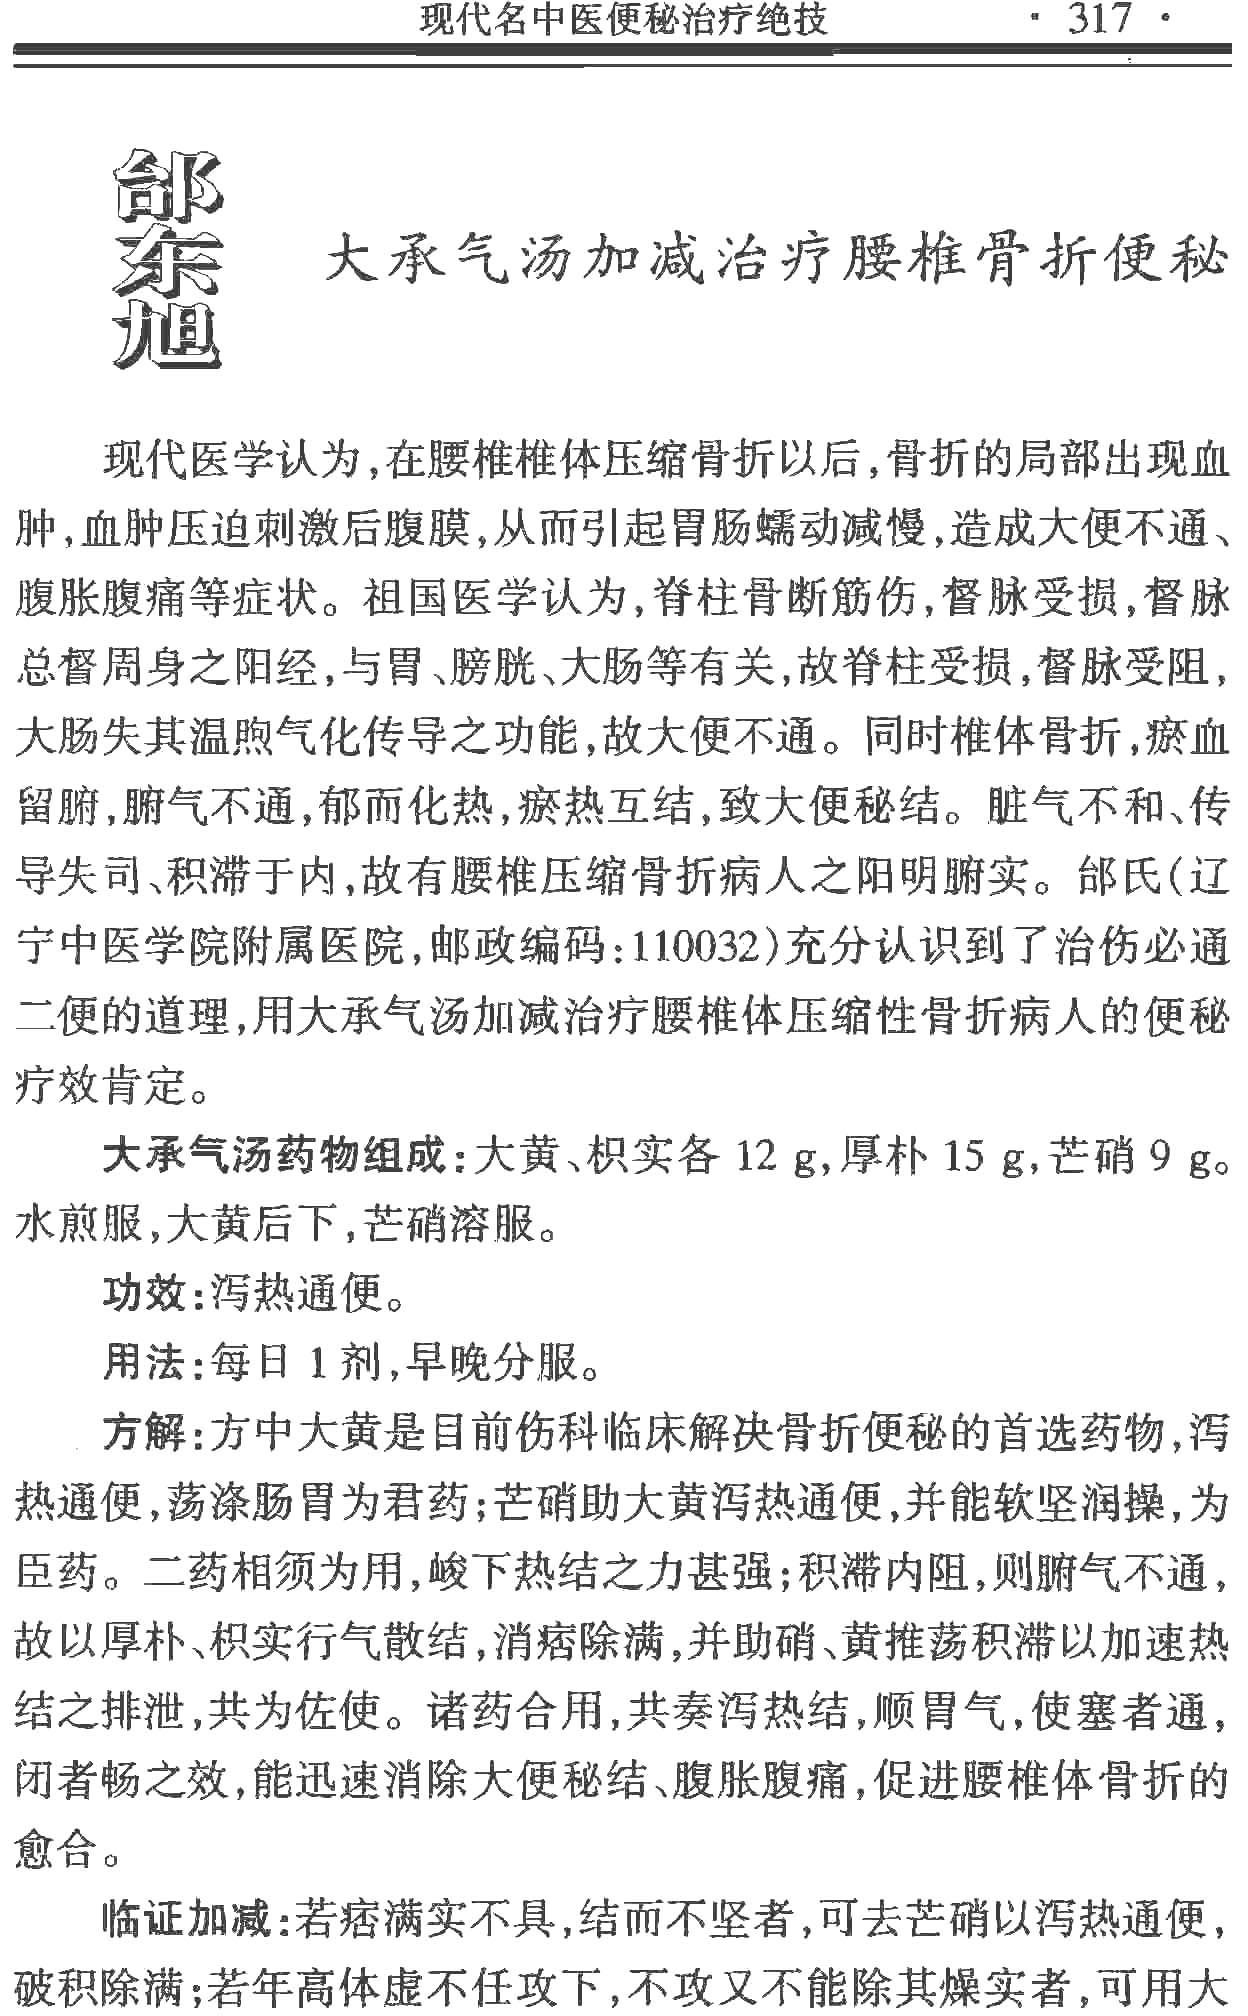 现代名中医便秘治疗绝技 · 317 ·
邰东旭
大承气汤加减治疗腰椎骨折便秘
现代医学认为,在腰椎椎体压缩骨折以后,骨折的局部出现血
肿,血肿压迫刺激后腹膜,从而引起胃肠蠕动减慢,造成大便不通、
腹胀腹痛等症状。祖国医学认为,脊柱骨断筋伤,督脉受损,督脉
总督周身之阳经,与胃、膀胱、大肠等有关,故脊柱受损,督脉受阻,
大肠失其温煦气化传导之功能,故大便不通。同时椎体骨折,瘀血
留腑,腑气不通,郁而化热,瘀热互结,致大便秘结。脏气不和、传
导失司、积滞于内,故有腰椎压缩骨折病人之阳明腑实。邰氏(辽
宁中医学院附属医院,邮政编码:110032)充分认识到了治伤必通
二便的道理,用大承气汤加减治疗腰椎体压缩性骨折病人的便秘
疗效肯定。
大承气汤药物组成:大黄、枳实各 12 g,厚朴 15 g,芒硝 9 g。
水煎服,大黄后下,芒硝溶服。
功效:泻热通便。
用法:每日 1 剂,早晚分服。
方解:方中大黄是目前伤科临床解决骨折便秘的首选药物,泻
热通便,荡涤肠胃为君药;芒硝助大黄泻热通便,并能软坚润操,为
臣药。二药相须为用,峻下热结之力甚强;积滞内阻,则腑气不通,
故以厚朴、枳实行气散结,消痞除满,并助硝、黄推荡积滞以加速热
结之排泄,共为佐使。诸药合用,共奏泻热结,顺胃气,使塞者通,
闭者畅之效,能迅速消除大便秘结、腹胀腹痛,促进腰椎体骨折的
愈合。
临证加减:若痞满实不具,结而不坚者,可去芒硝以泻热通便,
破积除满;若年高体虚不任攻下,不攻又不能除其燥实者,可用大